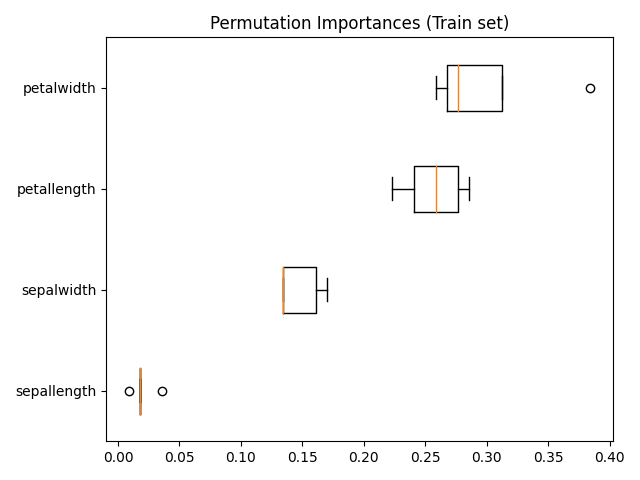 Permutation Importances (Train set)
petalwidth
petallength
sepalwidth
sepallength
0.00 0.05 0.10 0.15 0.20 0.25 0.30 0.35 0.40